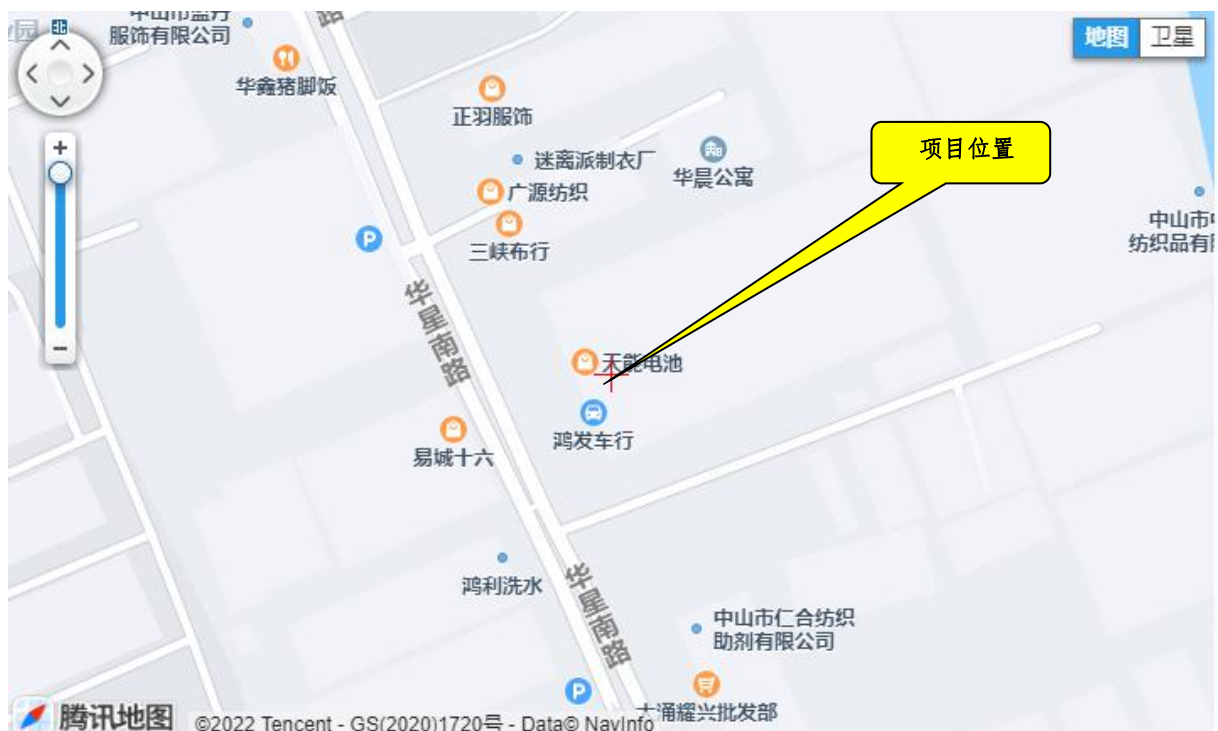 中山市
服饰有限公司
路
北
园
地图
卫星
华鑫猪脚饭
正羽服饰
项目位置
迷离派制衣厂
华晨公寓
广源纺织
三峡布行
P
中山市
纺织品有
华星南路
天能电池
鸿发车行
易城十六
鸿利洗水
华星南路
中山市仁合纺织
助剂有限公司
P
大涌耀兴批发部
腾讯地图
©2022 Tencent - GS(2020)1720号 - Data© NavInfo